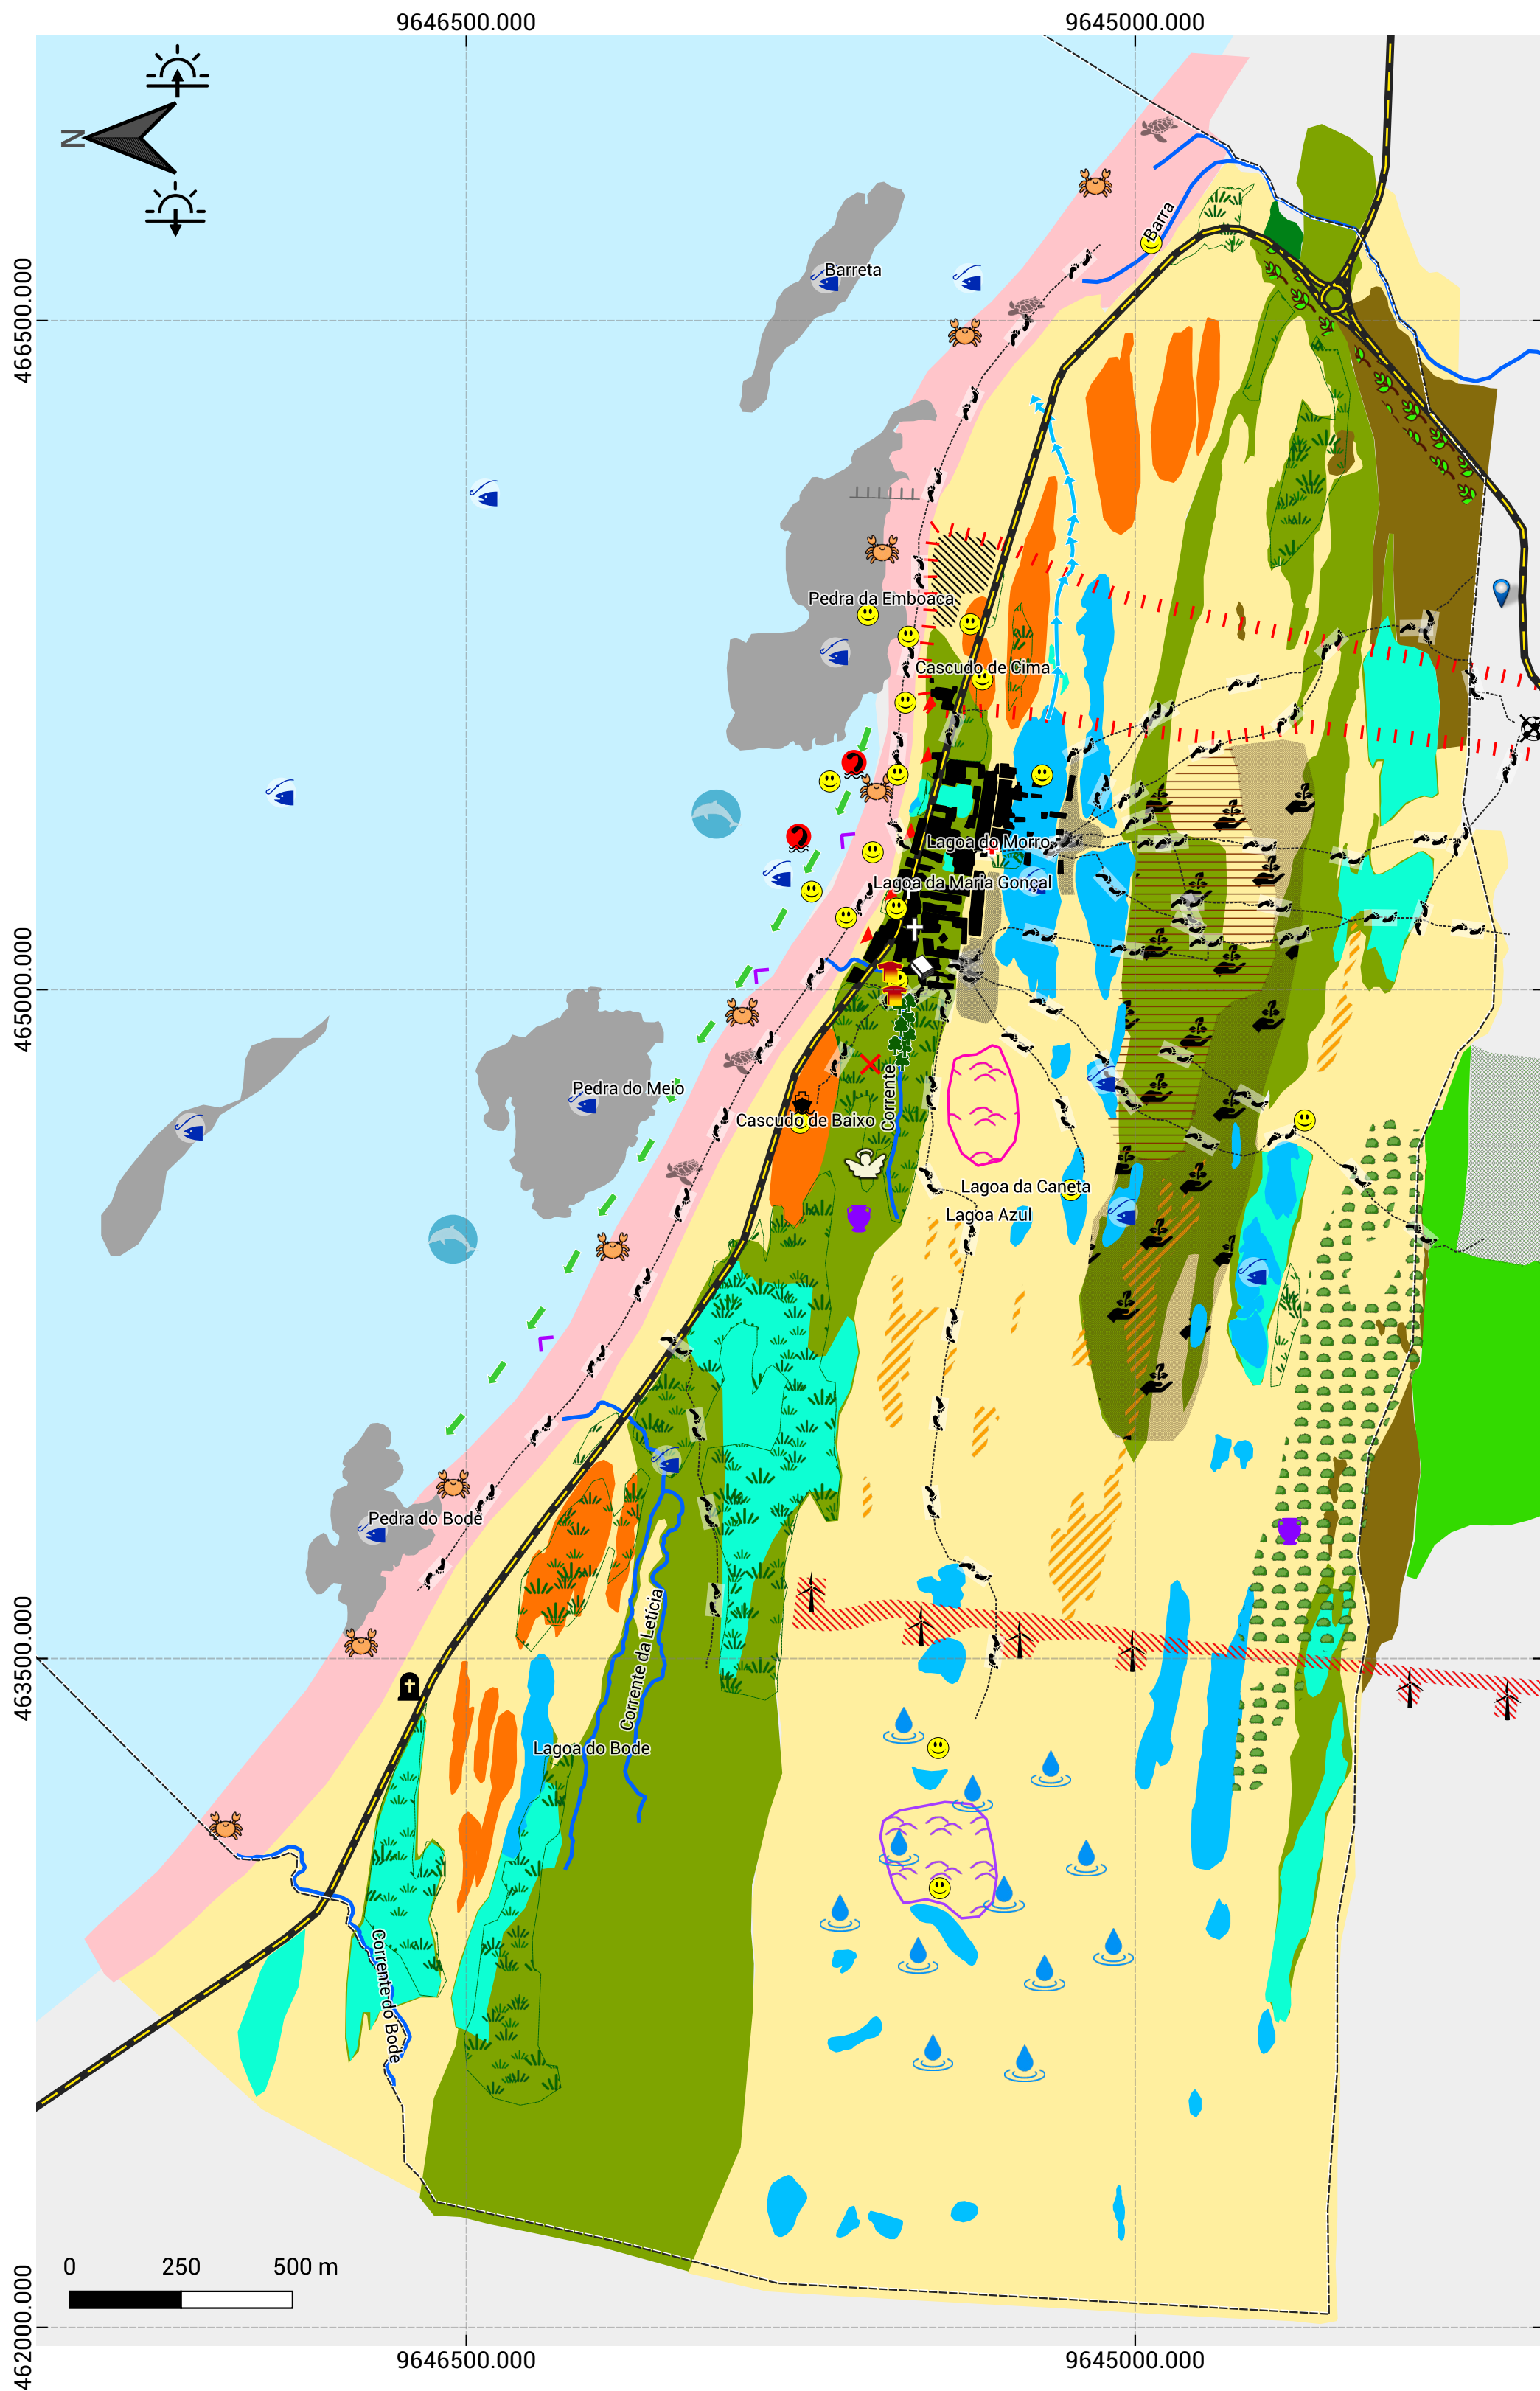 9646500.000 9645000.000
N
466500.000
Barra
Barreta
Pedra da Emboaca
Cascudo de Cima
Lagoa do Morro
Lagoa da Maria Gonçal
465000.000
Pedra do Meio
Corrente
Cascudo de Baixo
Lagoa da Caneta
Lagoa Azul
Pedra do Bode
Corrente da Letícia
463500.000
Lagoa do Bode
Corrente do Bode
0 250 500 m
462000.000
9646500.000 9645000.000